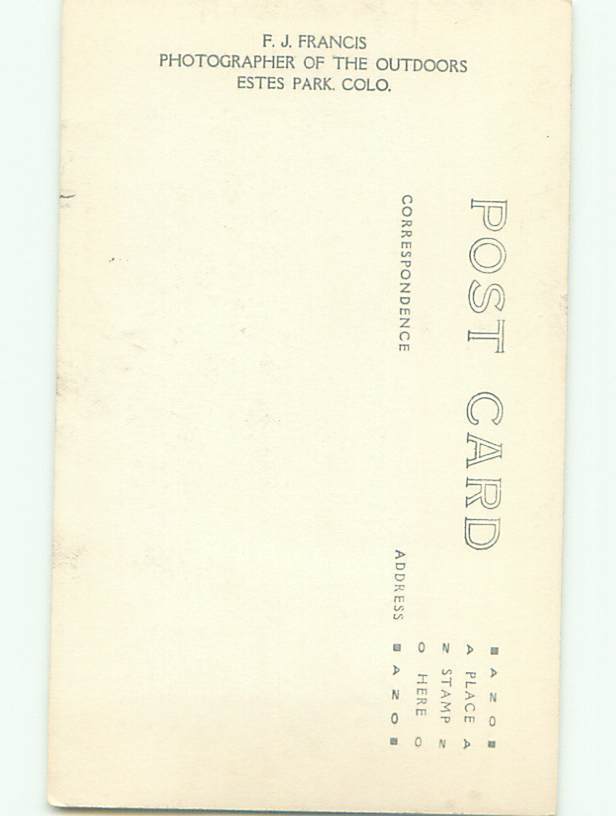 F. J. FRANCIS
PHOTOGRAPHER OF THE OUTDOORS
ESTES PARK. COLO.
POST CARD
CORRESPONDENCE
ADDRESS
AZO
A PLACE A
Z STAMP Z
O HERE O
AZO